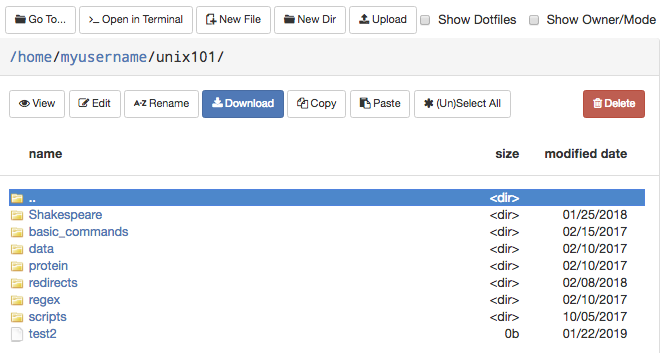 Go To... Open in Terminal New File New Dir Upload Show Dotfiles Show Owner/Mode
/home/myusername/unix101/
View Edit A-Z Rename Download Copy Paste (Un)Select All Delete
name size modified date
.. <dir>
Shakespeare <dir> 01/25/2018
basic_commands <dir> 02/15/2017
data <dir> 02/10/2017
protein <dir> 02/10/2017
redirects <dir> 02/08/2018
regex <dir> 02/10/2017
scripts <dir> 10/05/2017
test2 0b 01/22/2019